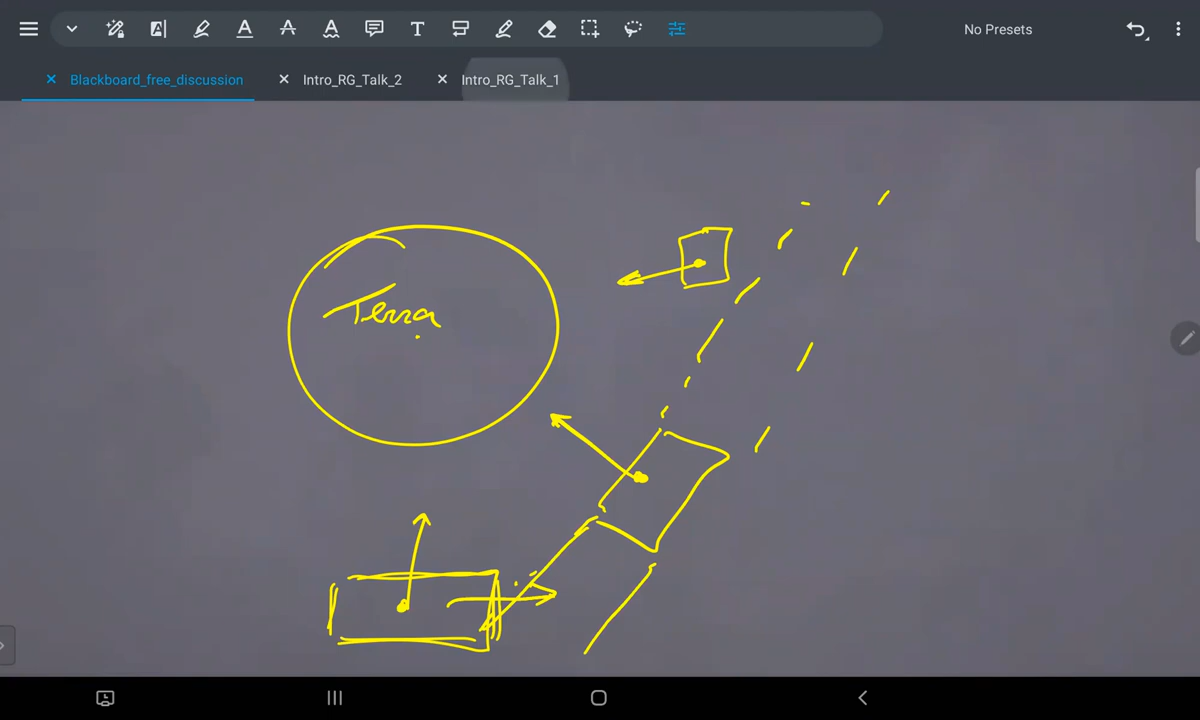 No Presets
Blackboard_free_discussion
Intro_RG_Talk_2
Intro_RG_Talk_1
Terra